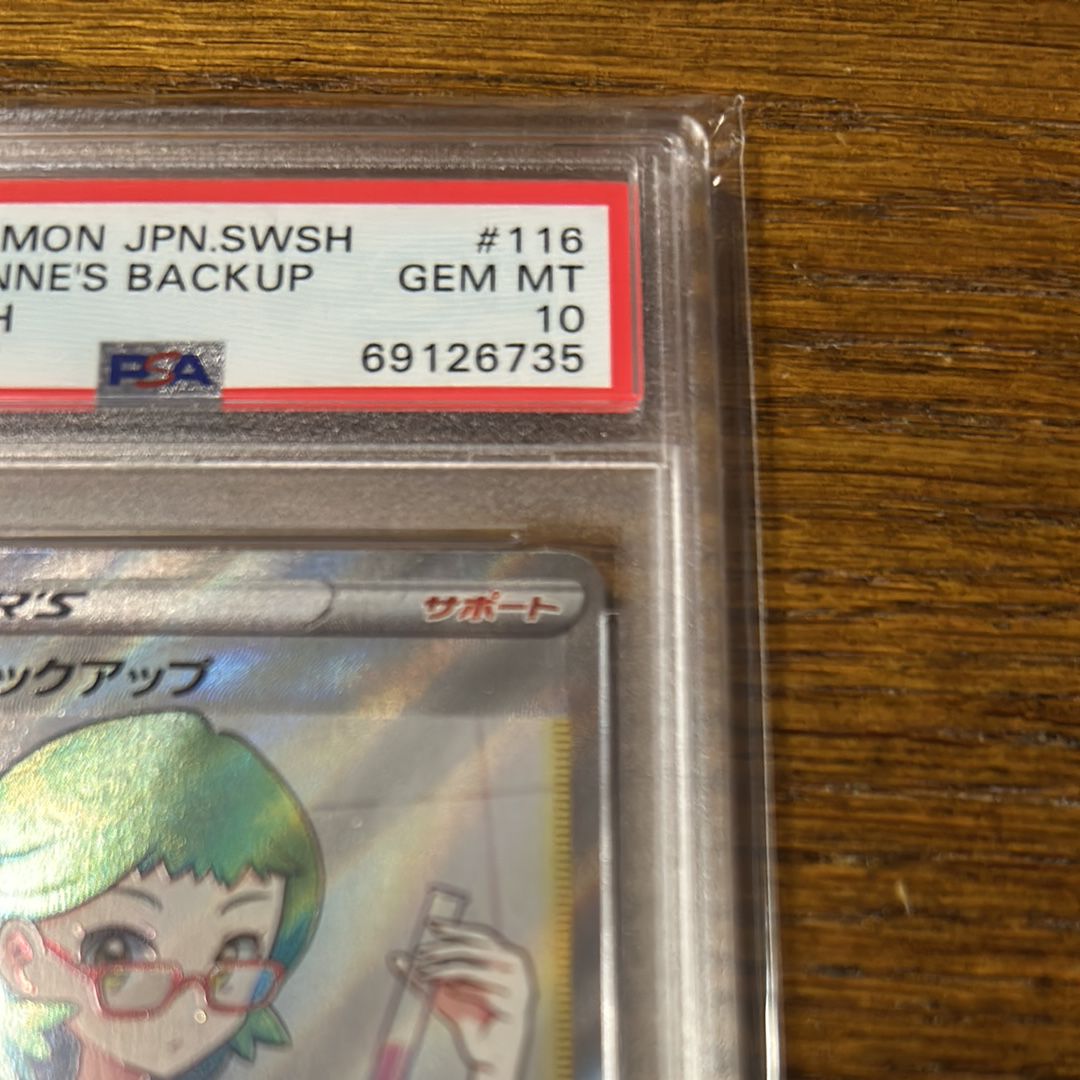 MON JPN.SWSH #116
NNE'S BACKUP GEM MT
H 10
PSA 69126735
R'S サポート
ックアップ